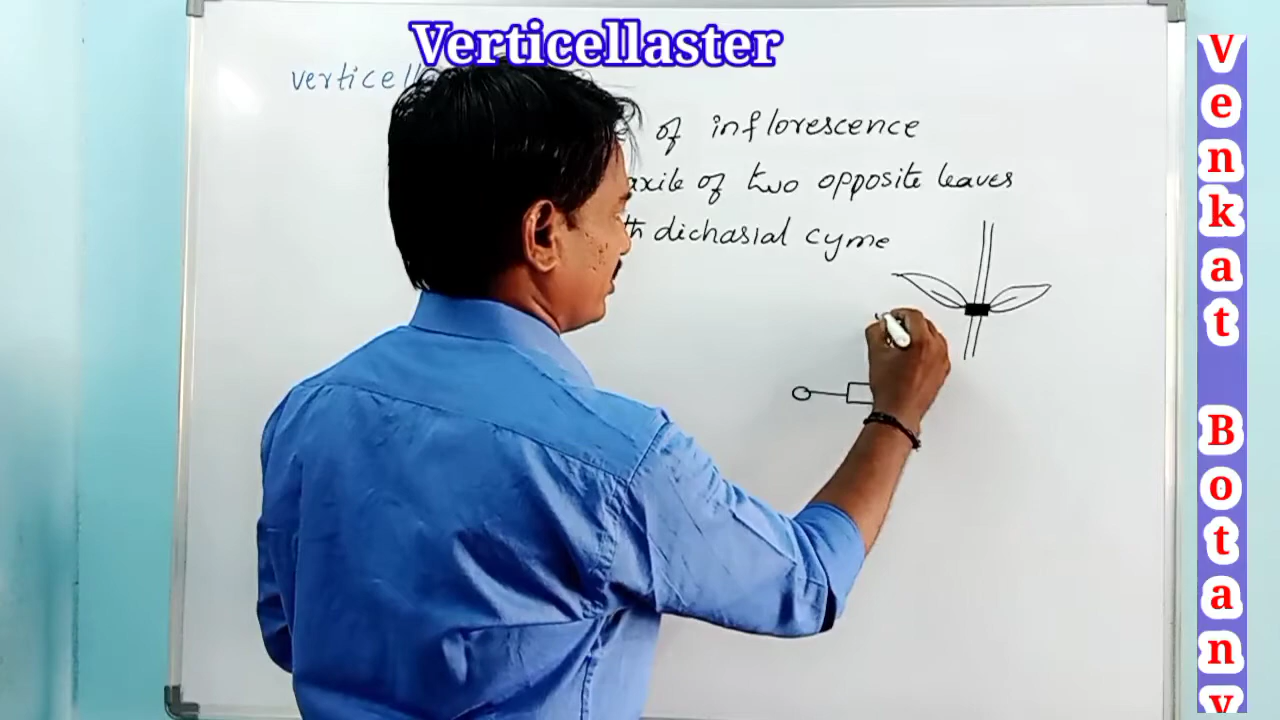 Verticellaster
of inflorescence
axile of two opposite leaves
dichasial cyme
Venkat Botany